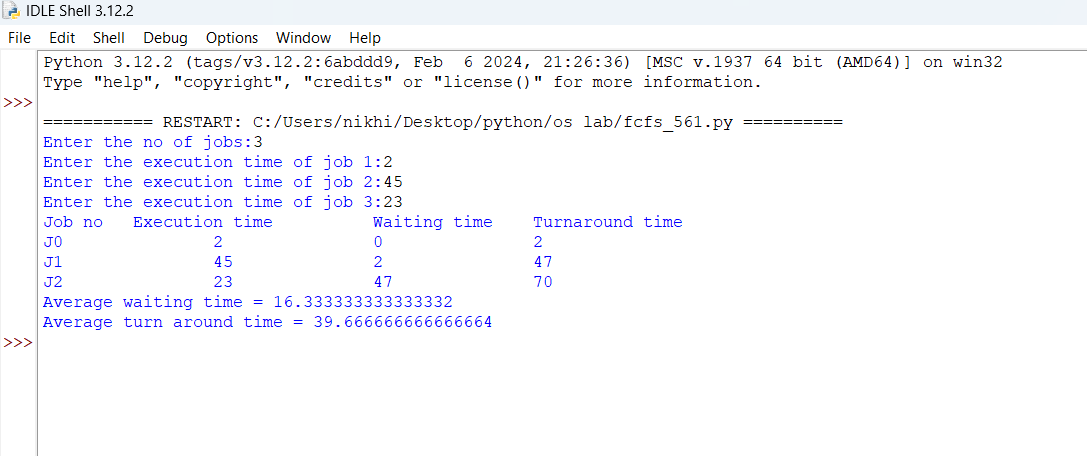 IDLE Shell 3.12.2
File Edit Shell Debug Options Window Help
Python 3.12.2 (tags/v3.12.2:6abddd9, Feb  6 2024, 21:26:36) [MSC v.1937 64 bit (AMD64)] on win32
Type "help", "copyright", "credits" or "license()" for more information.
>>>
=========== RESTART: C:/Users/nikhi/Desktop/python/os lab/fcfs_561.py ==========
Enter the no of jobs:3
Enter the execution time of job 1:2
Enter the execution time of job 2:45
Enter the execution time of job 3:23
Job no   Execution time          Waiting time    Turnaround time
J0               2               0               2
J1               45              2               47
J2               23              47              70
Average waiting time = 16.333333333333332
Average turn around time = 39.666666666666664
>>>